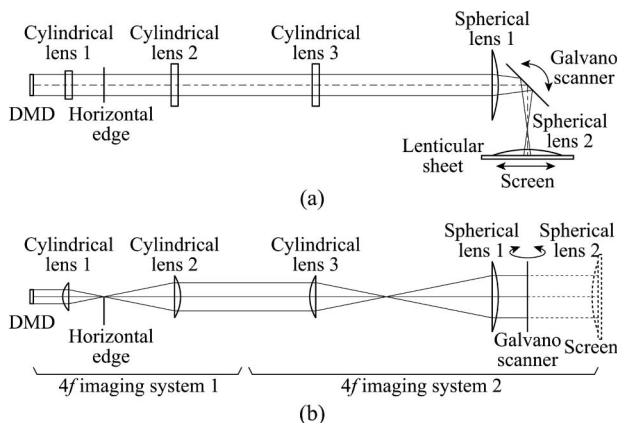 Cylindrical
lens 1
Cylindrical
lens 2
Cylindrical
lens 3
Spherical
lens 1
Galvano
scanner
DMD
Horizontal
edge
Spherical
lens 2
Lenticular
sheet
Screen
(a)
Cylindrical
lens 1
Cylindrical
lens 2
Cylindrical
lens 3
Spherical
lens 1
Spherical
lens 2
DMD
Horizontal
edge
Galvano
scanner
Screen
4f imaging system 1
4f imaging system 2
(b)